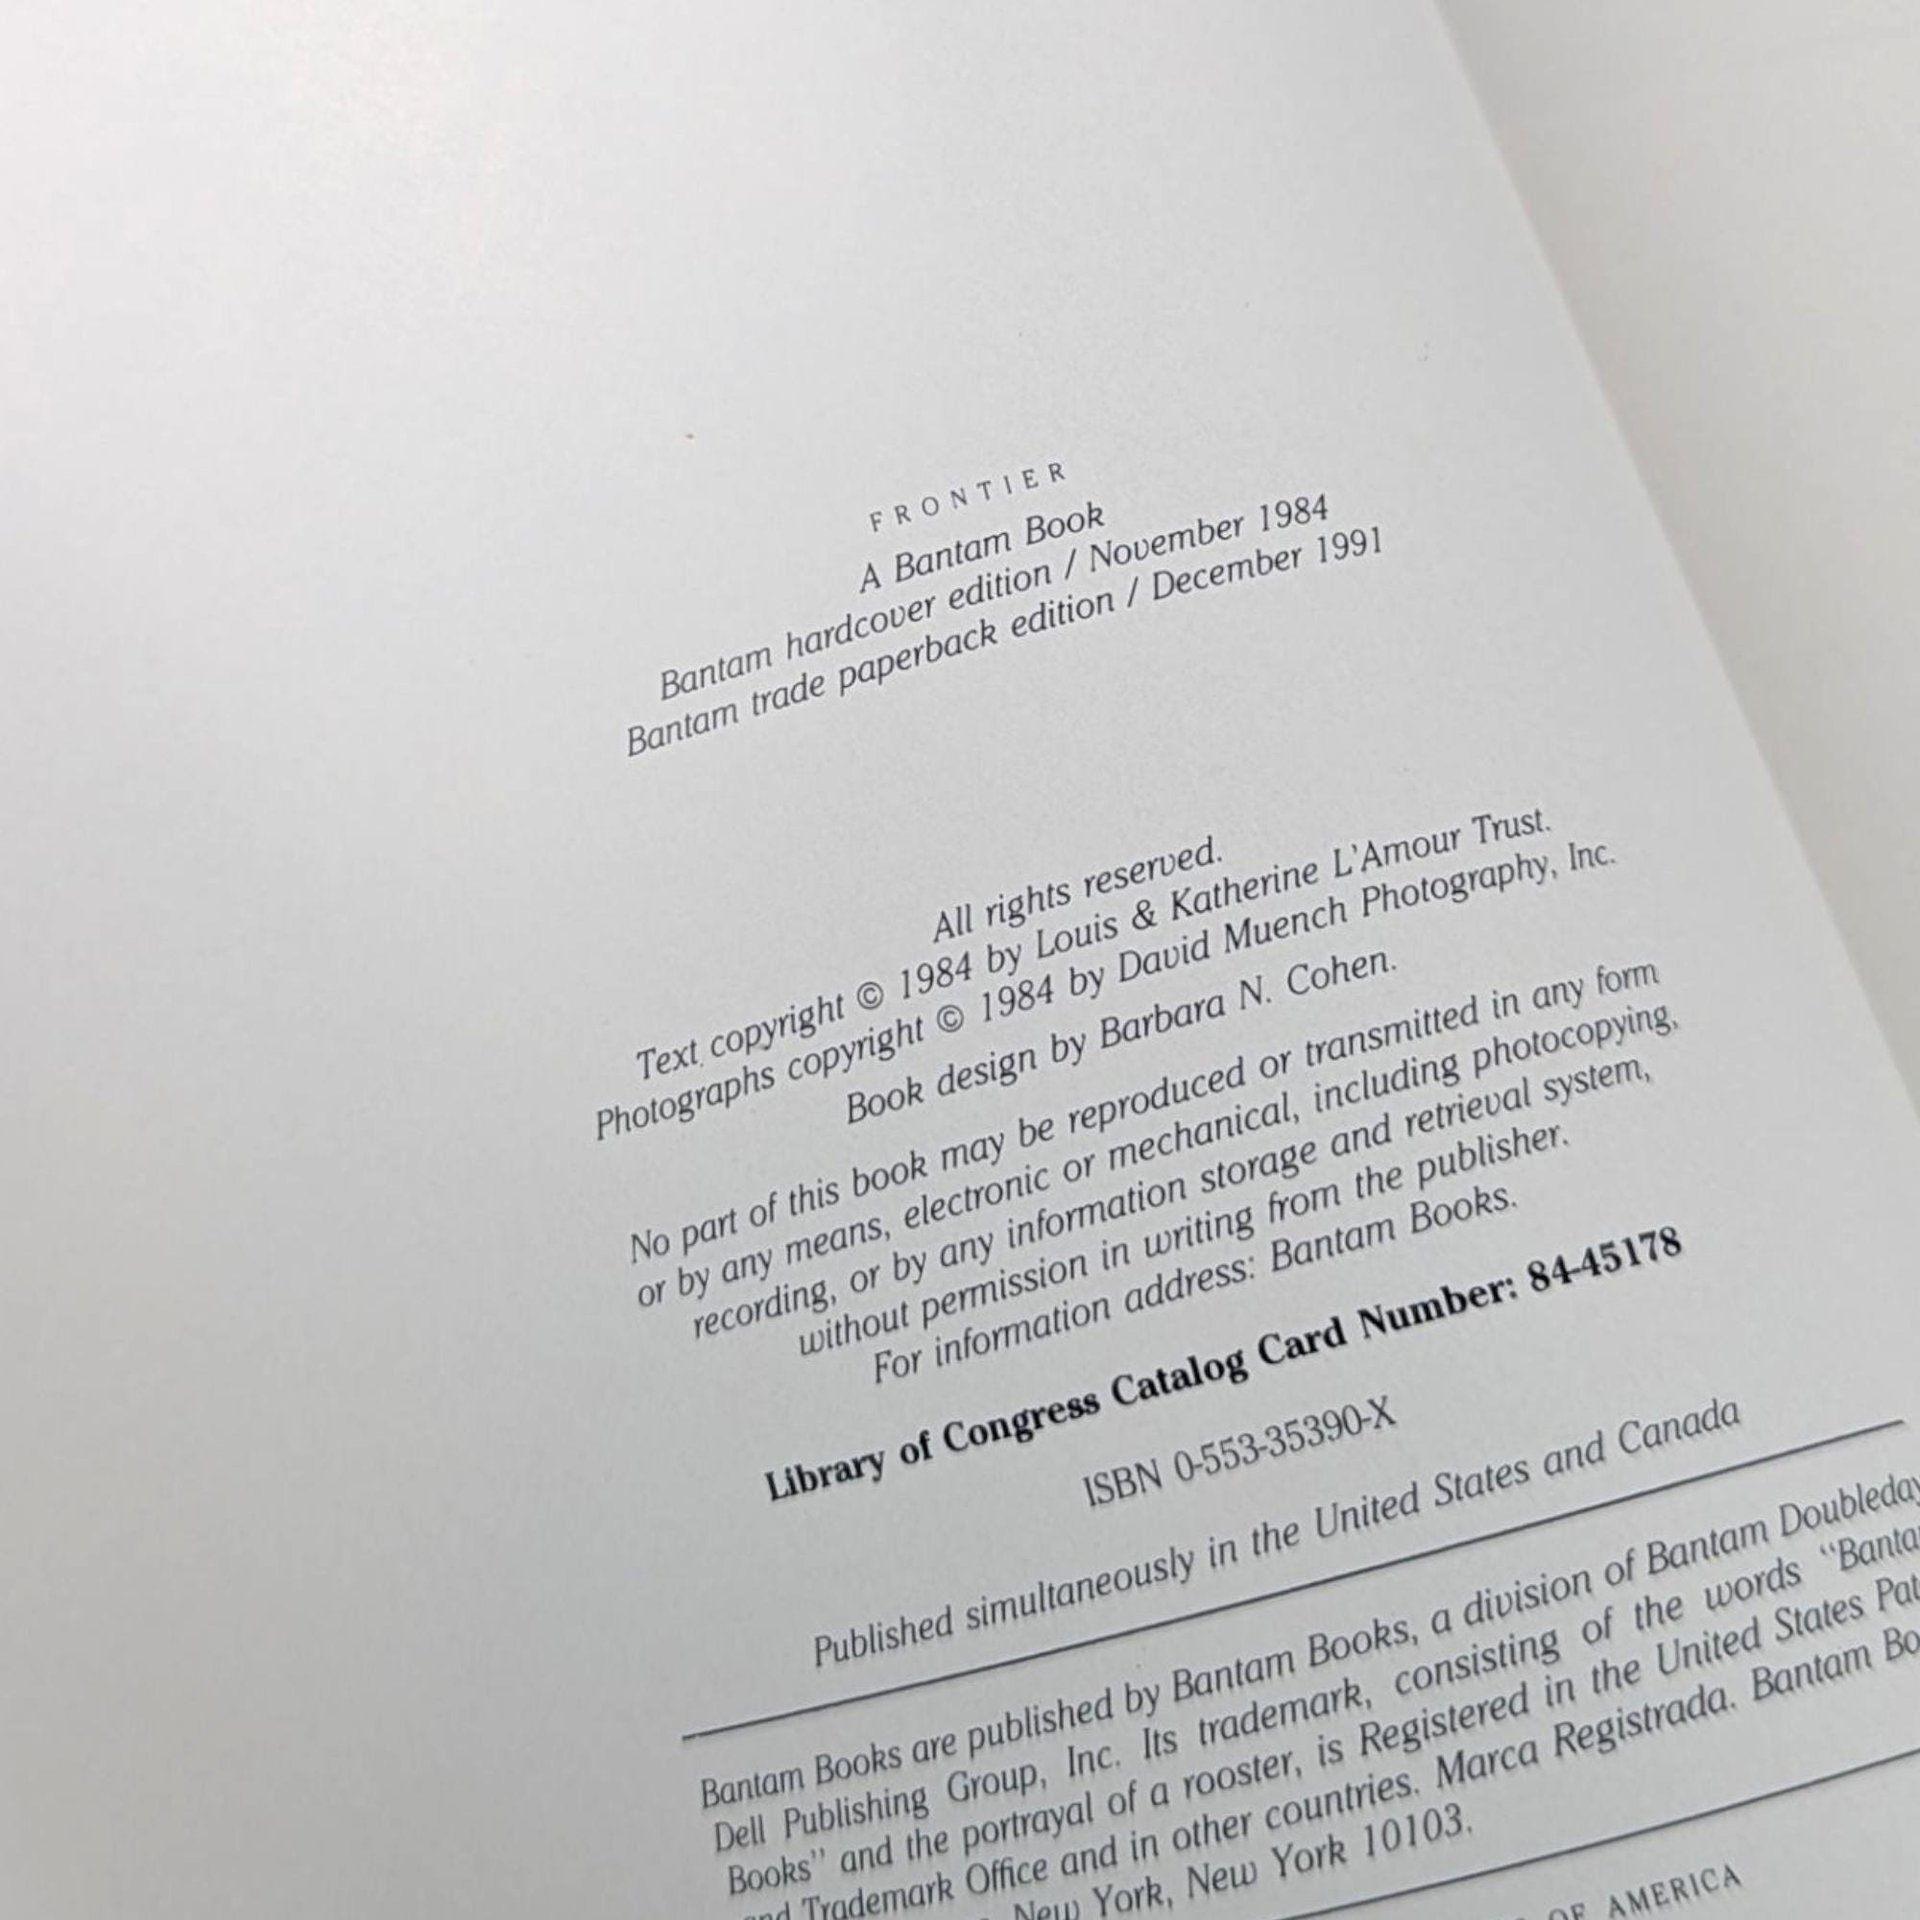 FRONTIER
A Bantam Book
Bantam hardcover edition / November 1984
Bantam trade paperback edition / December 1991
All rights reserved.
Text copyright © 1984 by Louis & Katherine L'Amour Trust.
Photographs copyright © 1984 by David Muench Photography, Inc.
Book design by Barbara N. Cohen.
No part of this book may be reproduced or transmitted in any form
or by any means, electronic or mechanical, including photocopying,
recording, or by any information storage and retrieval system,
without permission in writing from the publisher.
For information address: Bantam Books.
Library of Congress Catalog Card Number: 84-45178
ISBN 0-553-35390-X
Published simultaneously in the United States and Canada
Bantam Books are published by Bantam Books, a division of Bantam Doubleday
Dell Publishing Group, Inc. Its trademark, consisting of the words "Banta
Books" and the portrayal of a rooster, is Registered in the United States Pat
Trademark Office and in other countries. Marca Registrada. Bantam Bo
New York, New York 10103.
OF AMERICA